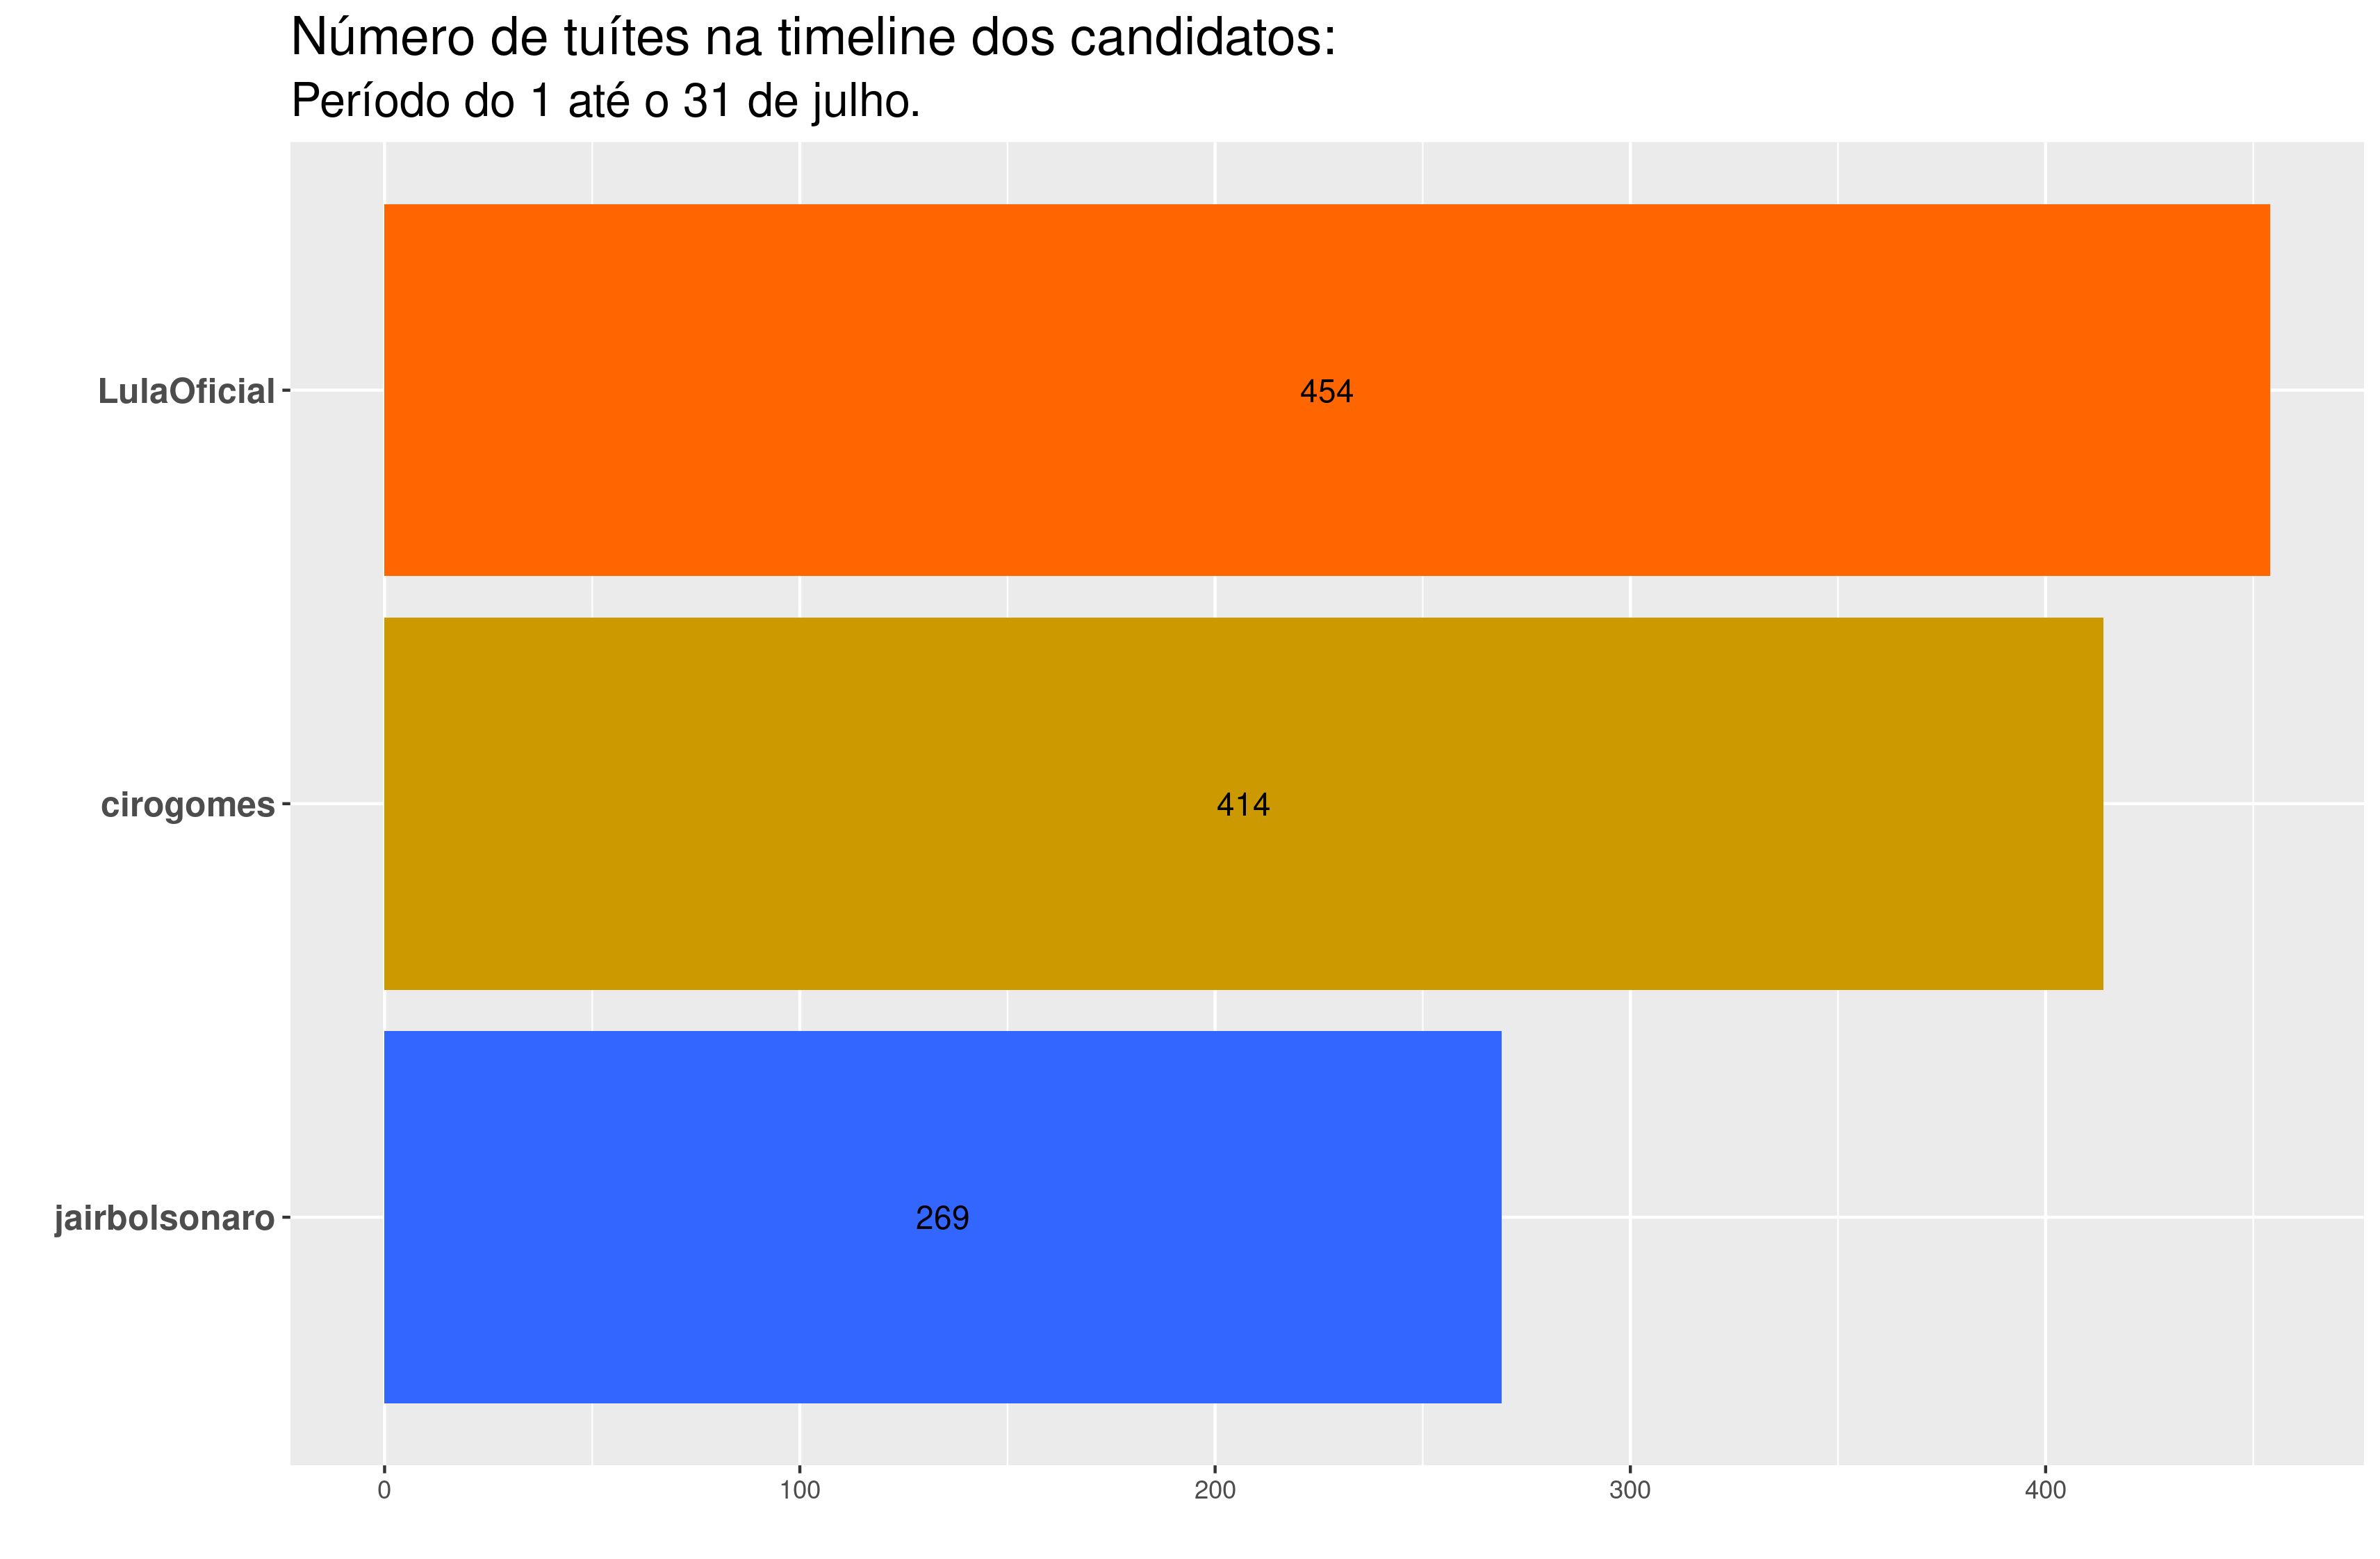 Número de tuítes na timeline dos candidatos:
Período do 1 até o 31 de julho.
LulaOficial
454
cirogomes
414
jairbolsonaro
269
0 100 200 300 400